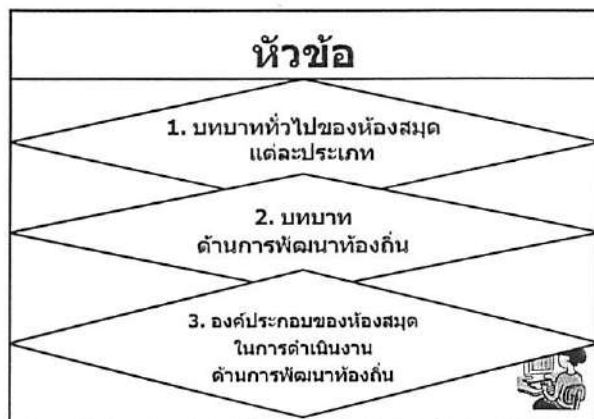 หัวข้อ
1. บทบาททั่วไปของห้องสมุด
แต่ละประเภท
2. บทบาท
ด้านการพัฒนาท้องถิ่น
3. องค์ประกอบของห้องสมุด
ในการดำเนินงาน
ด้านการพัฒนาท้องถิ่น